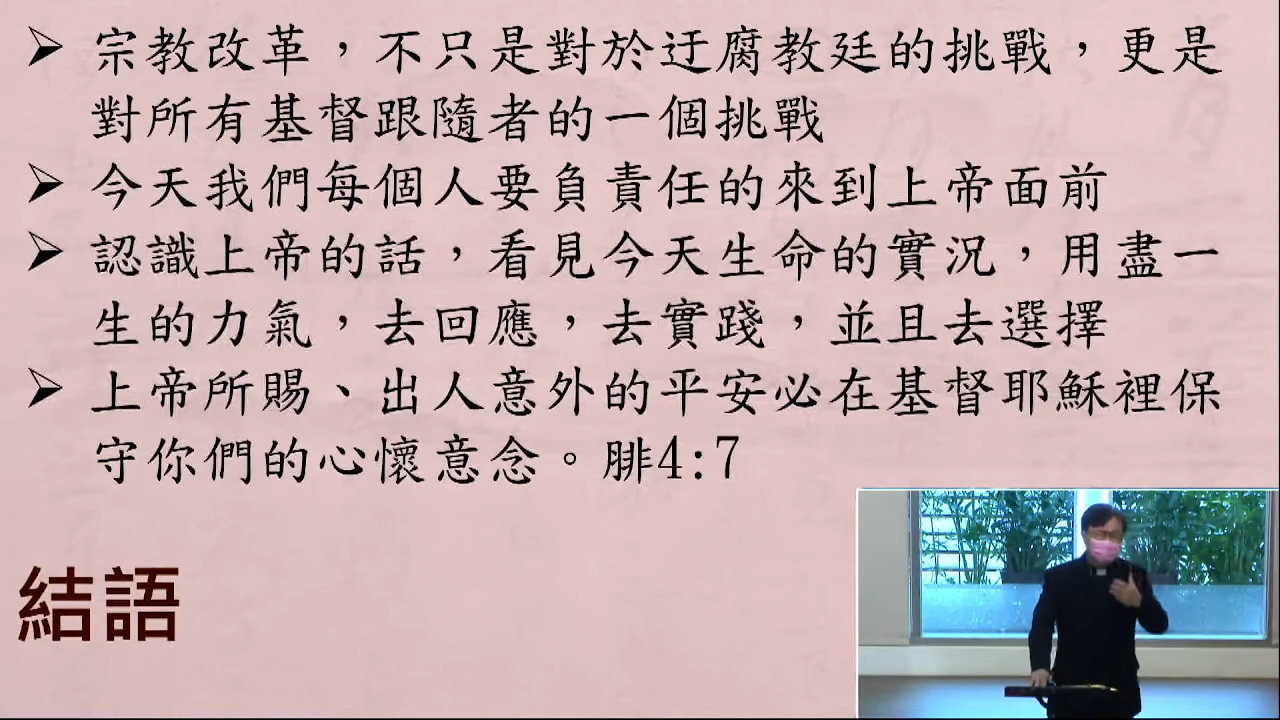 ➢ 宗教改革，不只是對於迂腐教廷的挑戰，更是
對所有基督跟隨者的一個挑戰
➢ 今天我們每個人要負責任的來到上帝面前
➢ 認識上帝的話，看見今天生命的實況，用盡一
生的力氣，去回應，去實踐，並且去選擇
➢ 上帝所賜、出人意外的平安必在基督耶穌裡保
守你們的心懷意念。腓4:7
結語